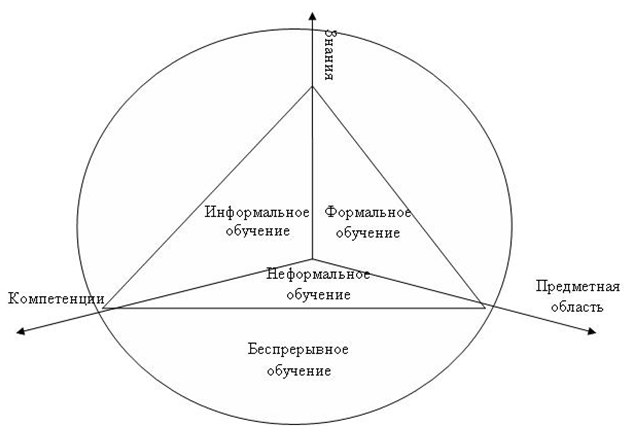 Знания
Информальное
обучение
Формальное
обучение
Неформальное
обучение
Компетенции
Предметная
область
Беспрерывное
обучение